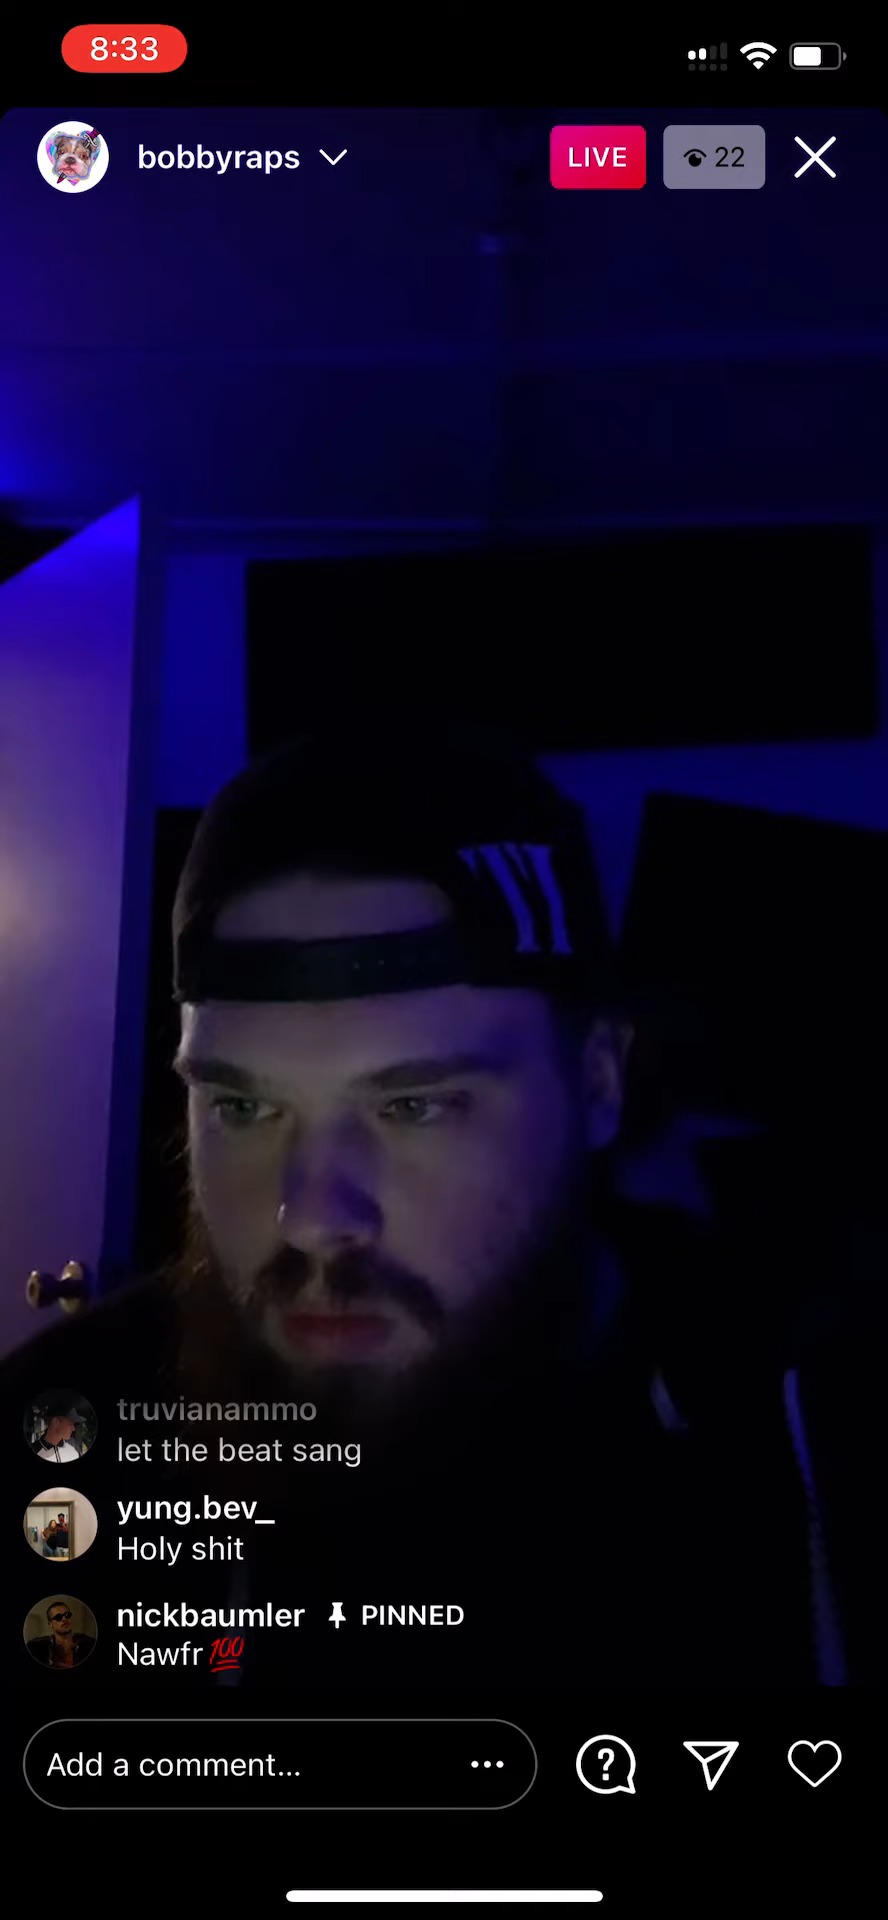 8:33
bobbyraps
LIVE
22
truvianammo
let the beat sang
yung.bev_
Holy shit
nickbaumler PINNED
Nawfr 💯
Add a comment...